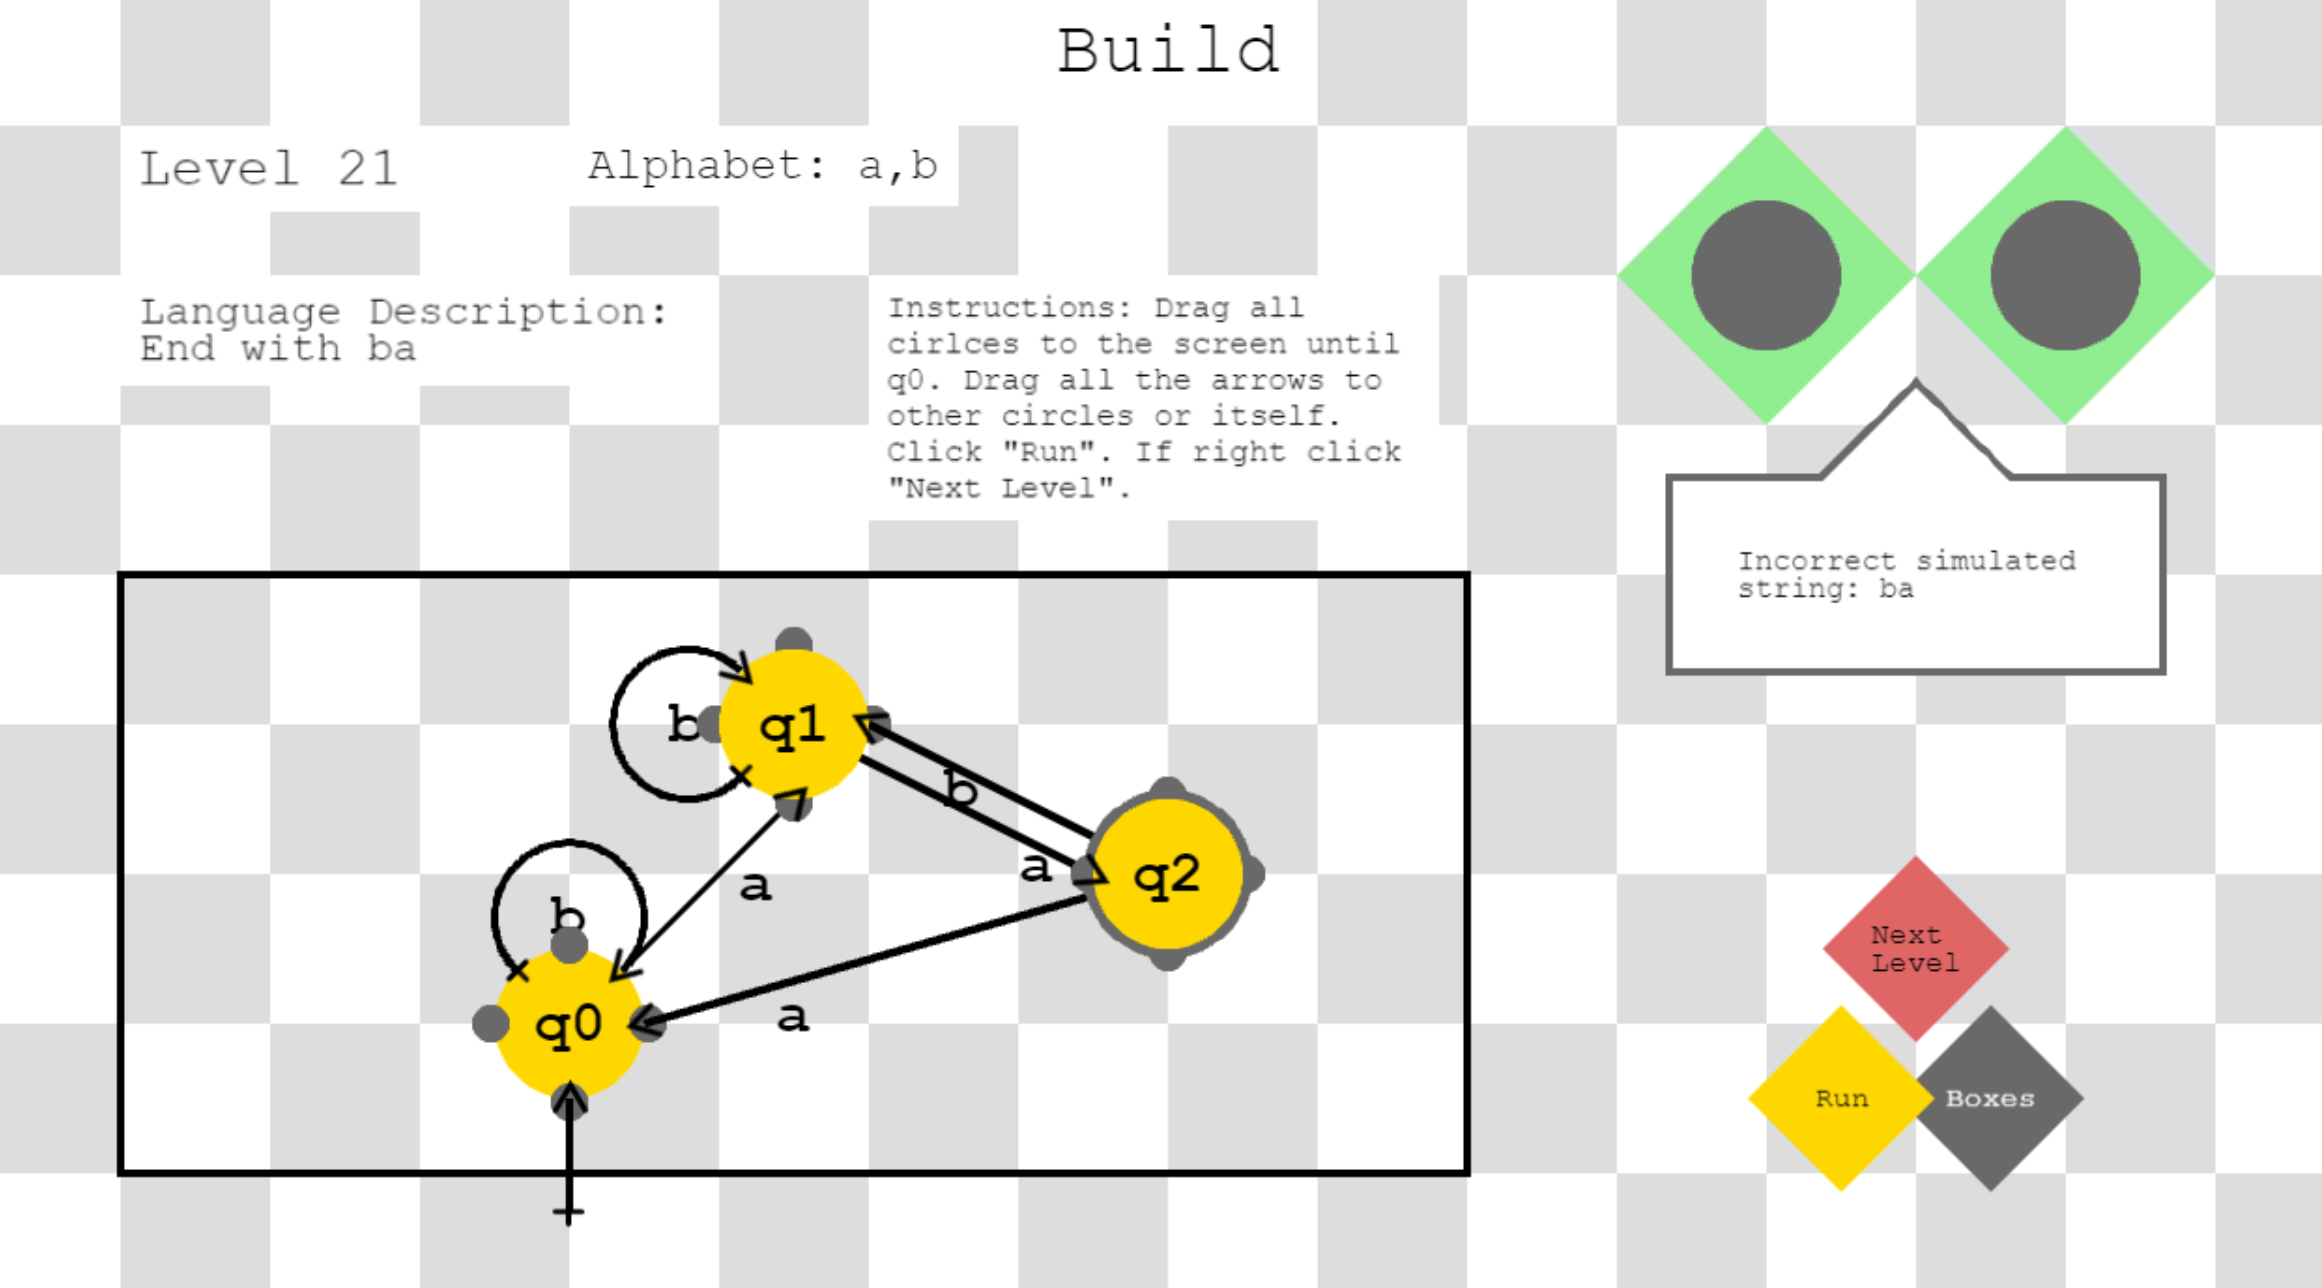 Build
Level 21
Alphabet: a,b
Language Description:
End with ba
Instructions: Drag all
cirlces to the screen until
q0. Drag all the arrows to
other circles or itself.
Click "Run". If right click
"Next Level".
Incorrect simulated
string: ba
b
q1
b
a
q2
a
b
q0
a
Next
Level
Run
Boxes